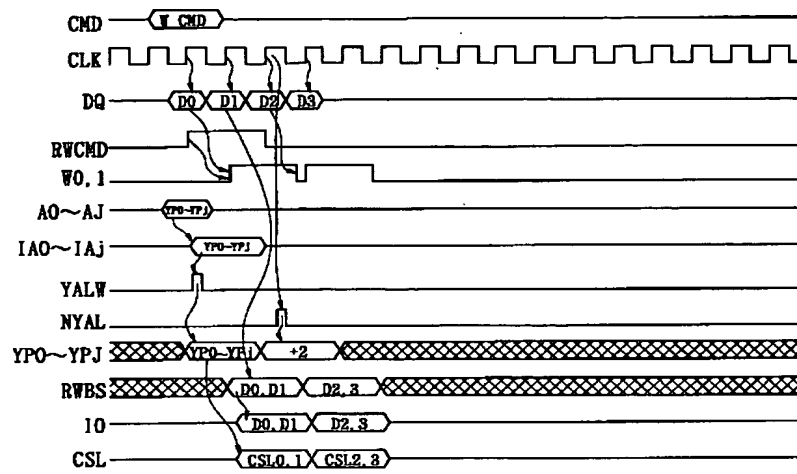 CMD W CMD
CLK
DQ D0 D1 D2 D3
RWCMD
W0,1
A0～AJ YP0~YPj
IA0～IAj YP0~YPJ
YALW
NYAL
YP0～YPJ YP0~YPj +2
RWBS D0.D1 D2,3
IO D0.D1 D2,3
CSL CSL0,1 CSL2,3